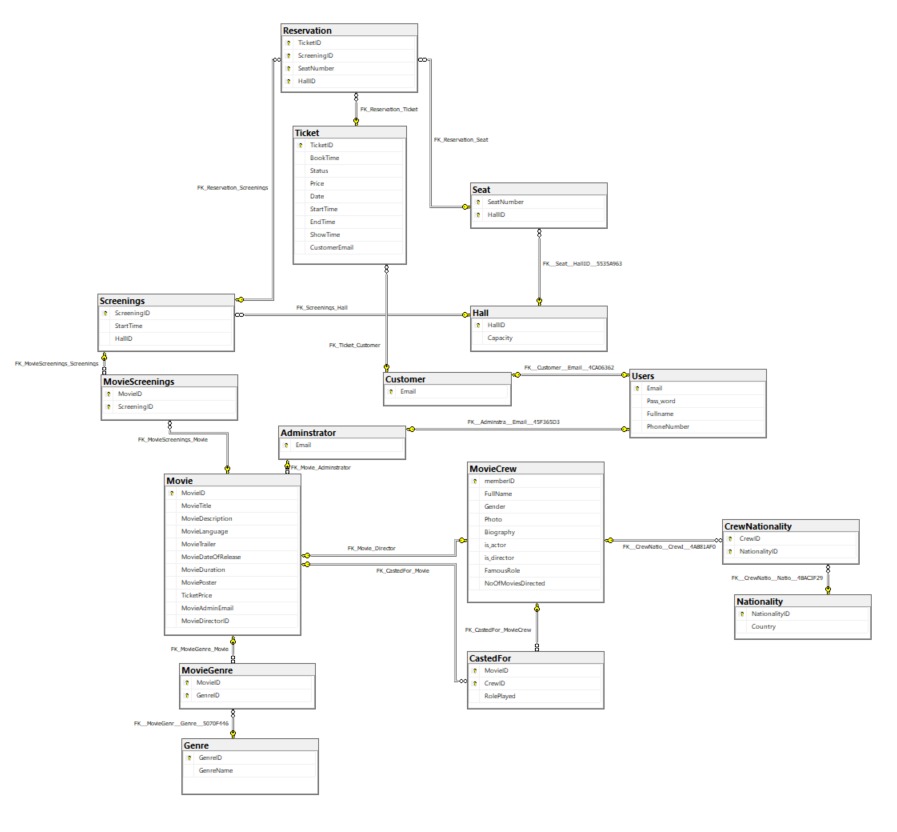 Reservation
TicketID
ScreeningID
SeatNumber
HallID
FK_Reservation_Ticket
Ticket
TicketID
BookTime
Status
Price
Date
StartTime
EndTime
ShowTime
CustomerEmail
FK_Reservation_Seat
FK_Reservation_Screenings
Seat
SeatNumber
HallID
FK__Seat__HallID__5535A963
Screenings
ScreeningID
StartTime
HallID
FK_Screenings_Hall
Hall
HallID
Capacity
FK_Ticket_Customer
FK_MovieScreenings_Screenings
MovieScreenings
MovieID
ScreeningID
FK_MovieScreenings_Movie
Customer
Email
FK__Customer__Email__4CA06362
Users
Email
Pass_word
Fullname
PhoneNumber
FK__Adminstra__Email__45F365D3
Adminstrator
Email
FK_Movie_Adminstrator
Movie
MovieID
MovieTitle
MovieDescription
MovieLanguage
MovieTrailer
MovieDateOfRelease
MovieDuration
MoviePoster
TicketPrice
MovieAdminEmail
MovieDirectorID
FK_Movie_Director
FK_CastedFor_Movie
MovieCrew
memberID
FullName
Gender
Photo
Biography
is_actor
is_director
FamousRole
NoOfMoviesDirected
FK__CrewNatio__CrewI__4AB81AF0
CrewNationality
CrewID
NationalityID
FK__CrewNatio__Natio__48AC3F29
Nationality
NationalityID
Country
FK_CastedFor_MovieCrew
CastedFor
MovieID
CrewID
RolePlayed
FK_MovieGenre_Movie
MovieGenre
MovieID
GenreID
FK__MovieGenr__Genre__5070F446
Genre
GenreID
GenreName